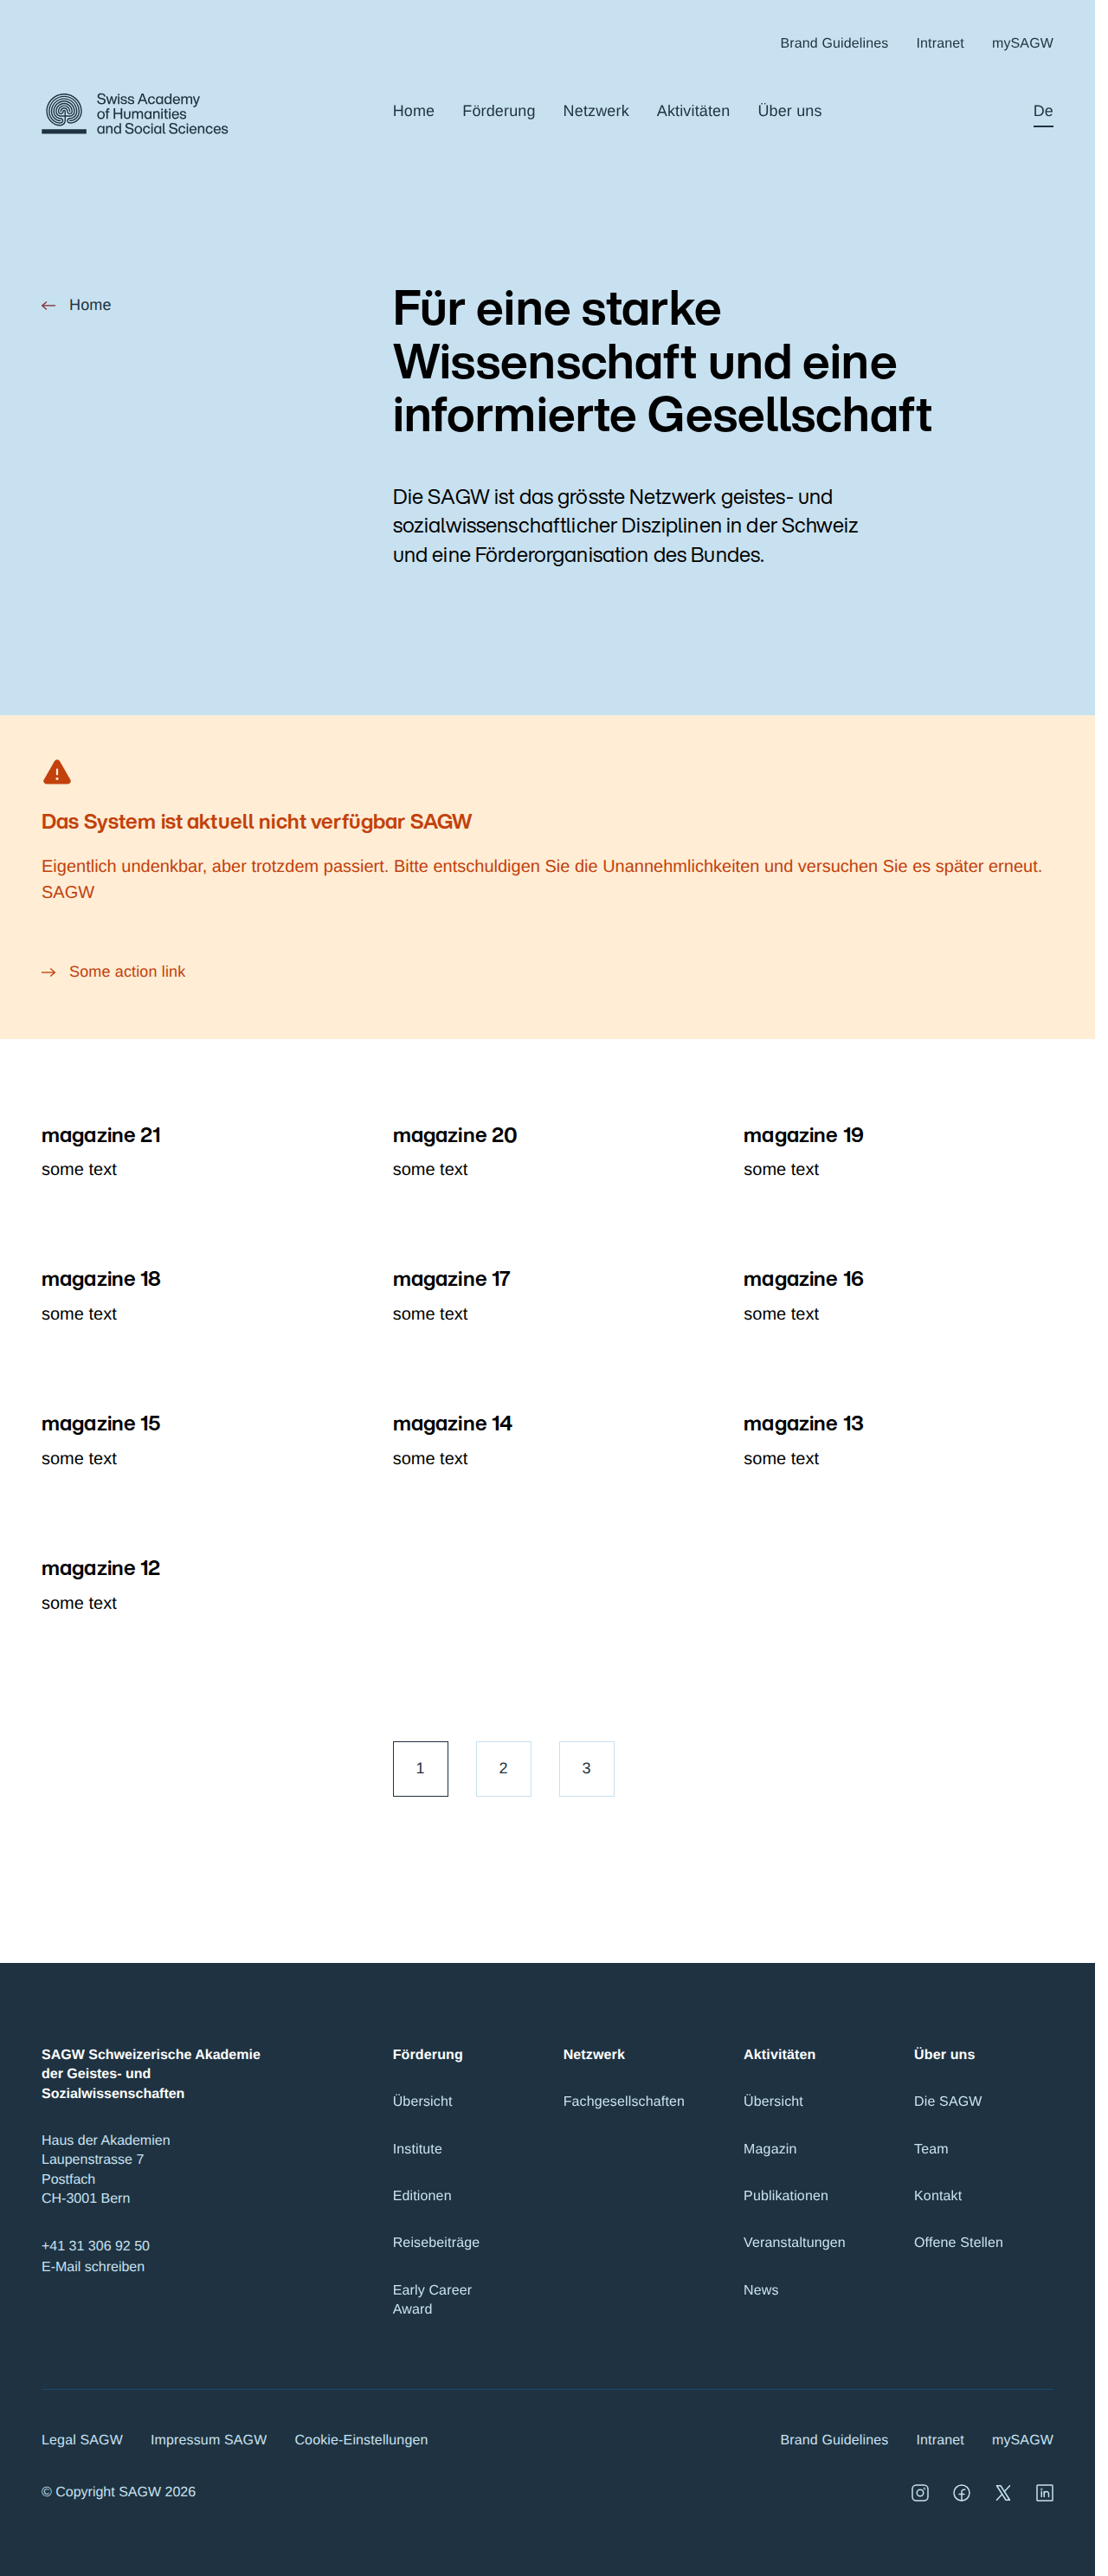 Brand Guidelines Intranet mySAGW
Swiss Academy
of Humanities
and Social Sciences
Home Förderung Netzwerk Aktivitäten Über uns De
Home
Für eine starke
Wissenschaft und eine
informierte Gesellschaft
Die SAGW ist das grösste Netzwerk geistes- und
sozialwissenschaftlicher Disziplinen in der Schweiz
und eine Förderorganisation des Bundes.
Das System ist aktuell nicht verfügbar SAGW
Eigentlich undenkbar, aber trotzdem passiert. Bitte entschuldigen Sie die Unannehmlichkeiten und versuchen Sie es später erneut.
SAGW
Some action link
magazine 21 magazine 20 magazine 19
some text some text some text
magazine 18 magazine 17 magazine 16
some text some text some text
magazine 15 magazine 14 magazine 13
some text some text some text
magazine 12
some text
1 2 3
SAGW Schweizerische Akademie
der Geistes- und
Sozialwissenschaften
Haus der Akademien
Laupenstrasse 7
Postfach
CH-3001 Bern
+41 31 306 92 50
E-Mail schreiben
Förderung
Übersicht
Institute
Editionen
Reisebeiträge
Early Career
Award
Netzwerk
Fachgesellschaften
Aktivitäten
Übersicht
Magazin
Publikationen
Veranstaltungen
News
Über uns
Die SAGW
Team
Kontakt
Offene Stellen
Legal SAGW Impressum SAGW Cookie-Einstellungen Brand Guidelines Intranet mySAGW
© Copyright SAGW 2026